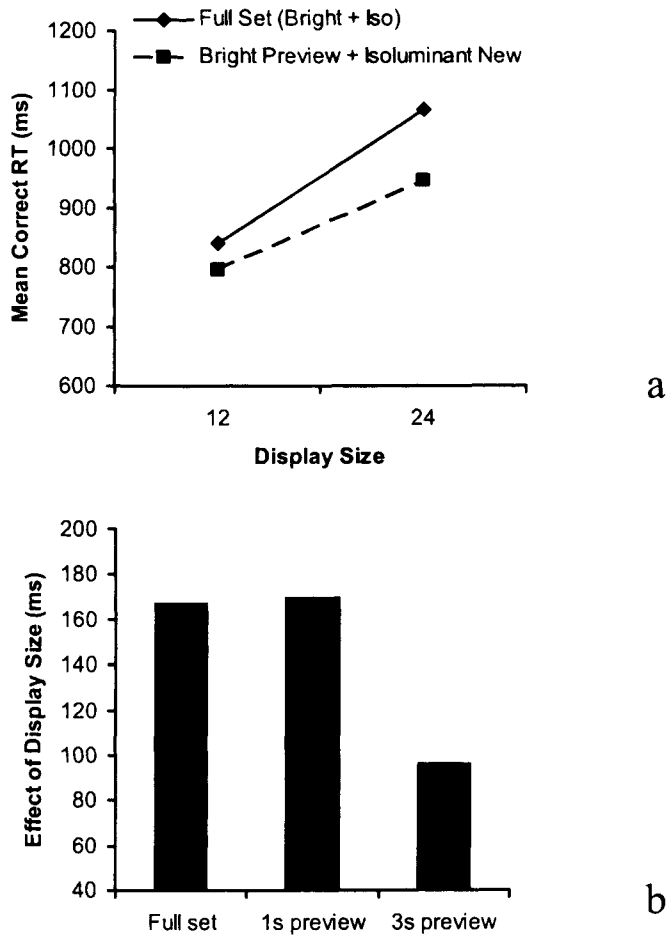 Full Set (Bright + Iso)
Bright Preview + Isoluminant New
1200
1100
1000
900
800
700
600
Mean Correct RT (ms)
12 24
Display Size
a
200
180
160
140
120
100
80
60
40
Effect of Display Size (ms)
Full set 1s preview 3s preview
b